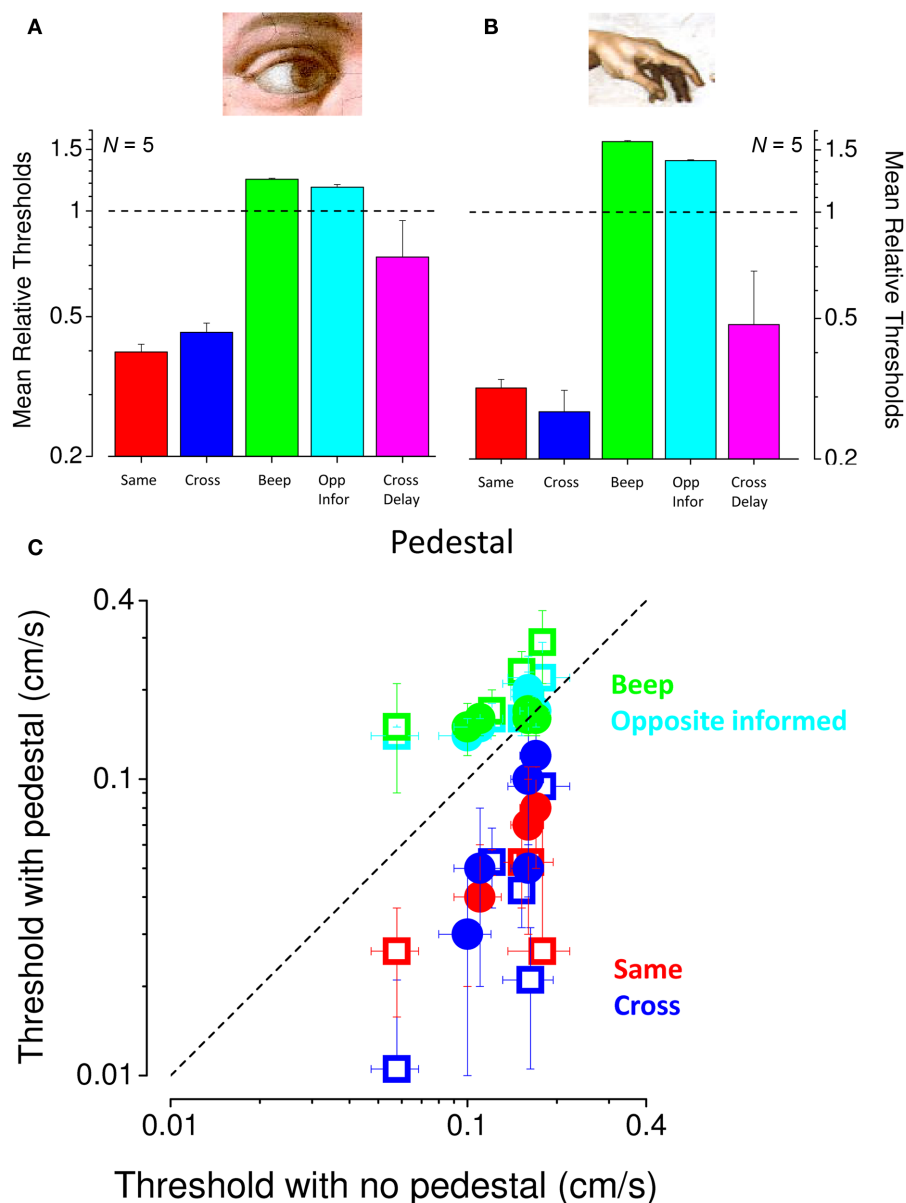 A
B
Mean Relative Thresholds
1.5
1
0.5
0.2
N = 5
Same
Cross
Beep
Opp
Infor
Cross
Delay
N = 5
1.5
1
0.5
0.2
Mean Relative Thresholds
Same
Cross
Beep
Opp
Infor
Cross
Delay
Pedestal
C
Threshold with pedestal (cm/s)
0.4
0.1
0.01
Beep
Opposite informed
Same
Cross
0.01
0.1
0.4
Threshold with no pedestal (cm/s)